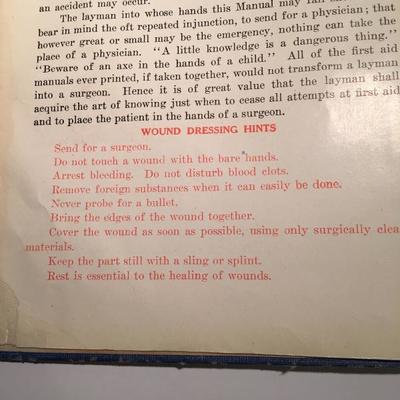 an accident may occur.
The layman into whose hands this Manual may
bear in mind the oft repeated injunction, to send for a physician; that
however great or small may be the emergency, nothing can take the
place of a physician. "A little knowledge is a dangerous thing."
"Beware of an axe in the hands of a child." All of the first aid
manuals ever printed, if taken together, would not transform a layman
into a surgeon. Hence it is of great value that the layman shall
acquire the art of knowing just when to cease all attempts at first aid
and to place the patient in the hands of a surgeon.
WOUND DRESSING HINTS
Send for a surgeon.
Do not touch a wound with the bare hands.
Arrest bleeding. Do not disturb blood clots.
Remove foreign substances when it can easily be done.
Never probe for a bullet.
Bring the edges of the wound together.
Cover the wound as soon as possible, using only surgically clea
materials.
Keep the part still with a sling or splint.
Rest is essential to the healing of wounds.